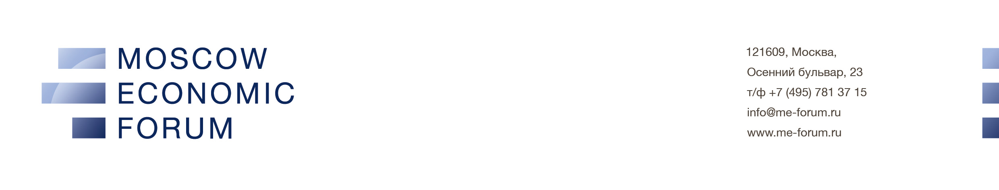 MOSCOW
ECONOMIC
FORUM
121609, Москва,
Осенний бульвар, 23
т/ф +7 (495) 781 37 15
info@me-forum.ru
www.me-forum.ru